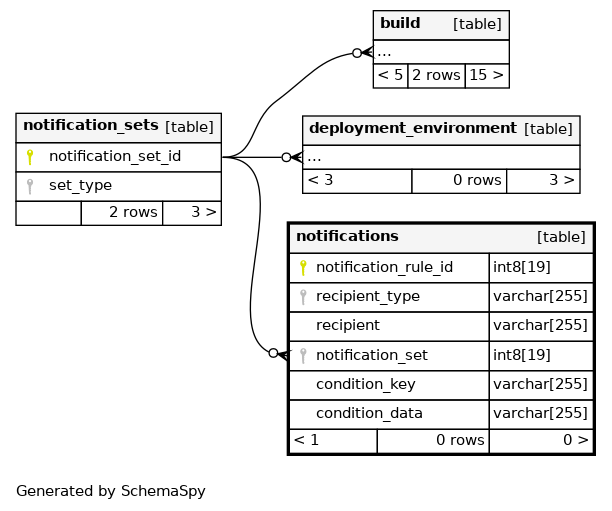 build [table]
...
< 5 2 rows 15 >
notification_sets [table]
notification_set_id
set_type
2 rows 3 >
deployment_environment [table]
...
< 3 0 rows 3 >
notifications [table]
notification_rule_id int8[19]
recipient_type varchar[255]
recipient varchar[255]
notification_set int8[19]
condition_key varchar[255]
condition_data varchar[255]
< 1 0 rows 0 >
Generated by SchemaSpy